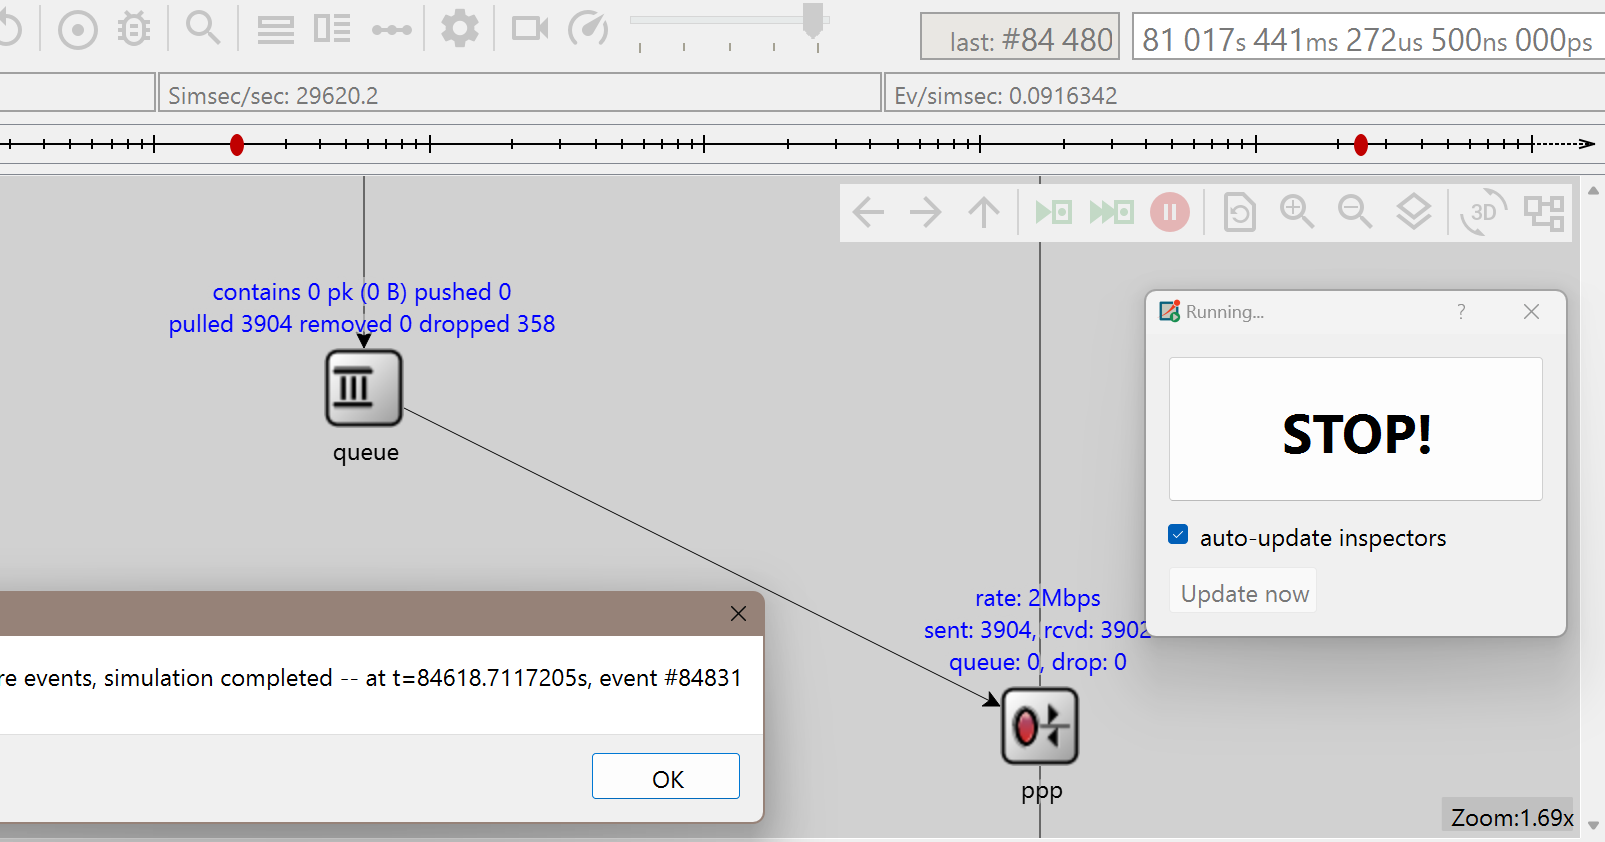 last: #84 480
81 017s 441ms 272us 500ns 000ps
Simsec/sec: 29620.2
Ev/simsec: 0.0916342
3D
contains 0 pk (0 B) pushed 0
pulled 3904 removed 0 dropped 358
queue
Running...
?
STOP!
auto-update inspectors
Update now
rate: 2Mbps
sent: 3904, rcvd: 3902
queue: 0, drop: 0
ppp
re events, simulation completed -- at t=84618.7117205s, event #84831
OK
Zoom:1.69x